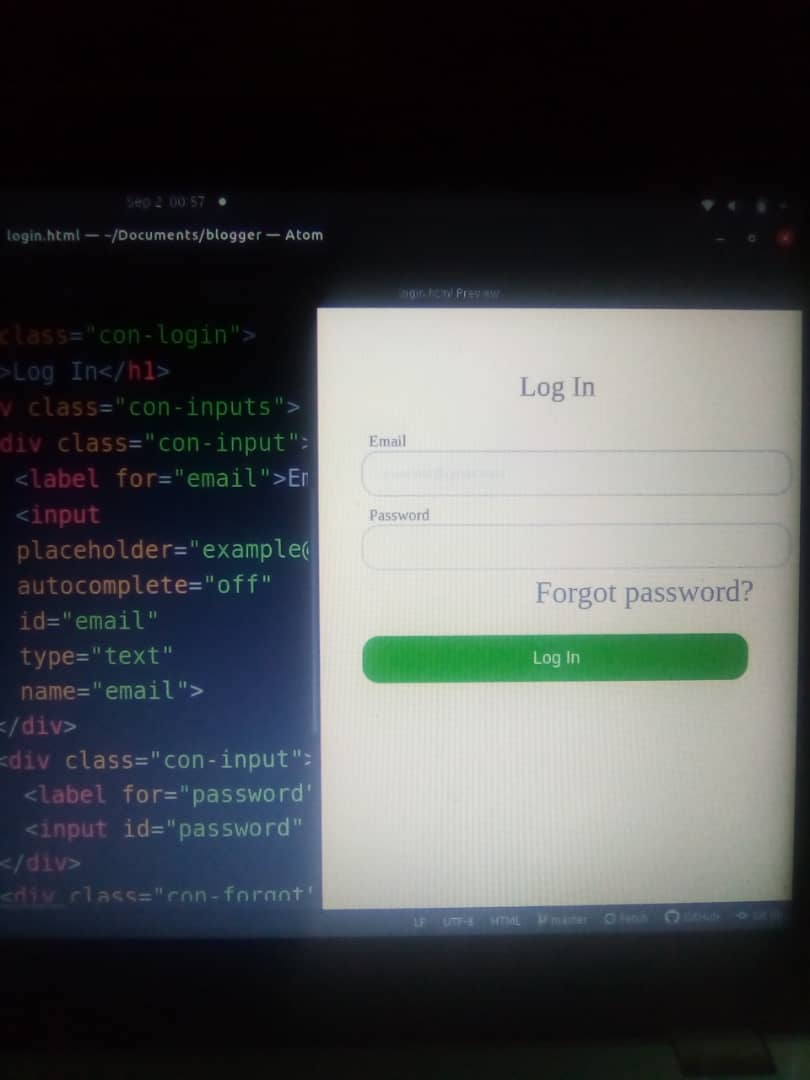 Sep 2 00:57
login.html — ~/Documents/blogger — Atom
login.html Preview
class="con-login">
>Log In</h1>
v class="con-inputs">
div class="con-input">
<label for="email">Em
<input
placeholder="example@
autocomplete="off"
id="email"
type="text"
name="email">
</div>
<div class="con-input">
<label for="password"
<input id="password"
</div>
<div class="con-forgot"
Log In
Email
Password
Forgot password?
Log In
LF UTF-8 HTML master Fetch GitHub Git